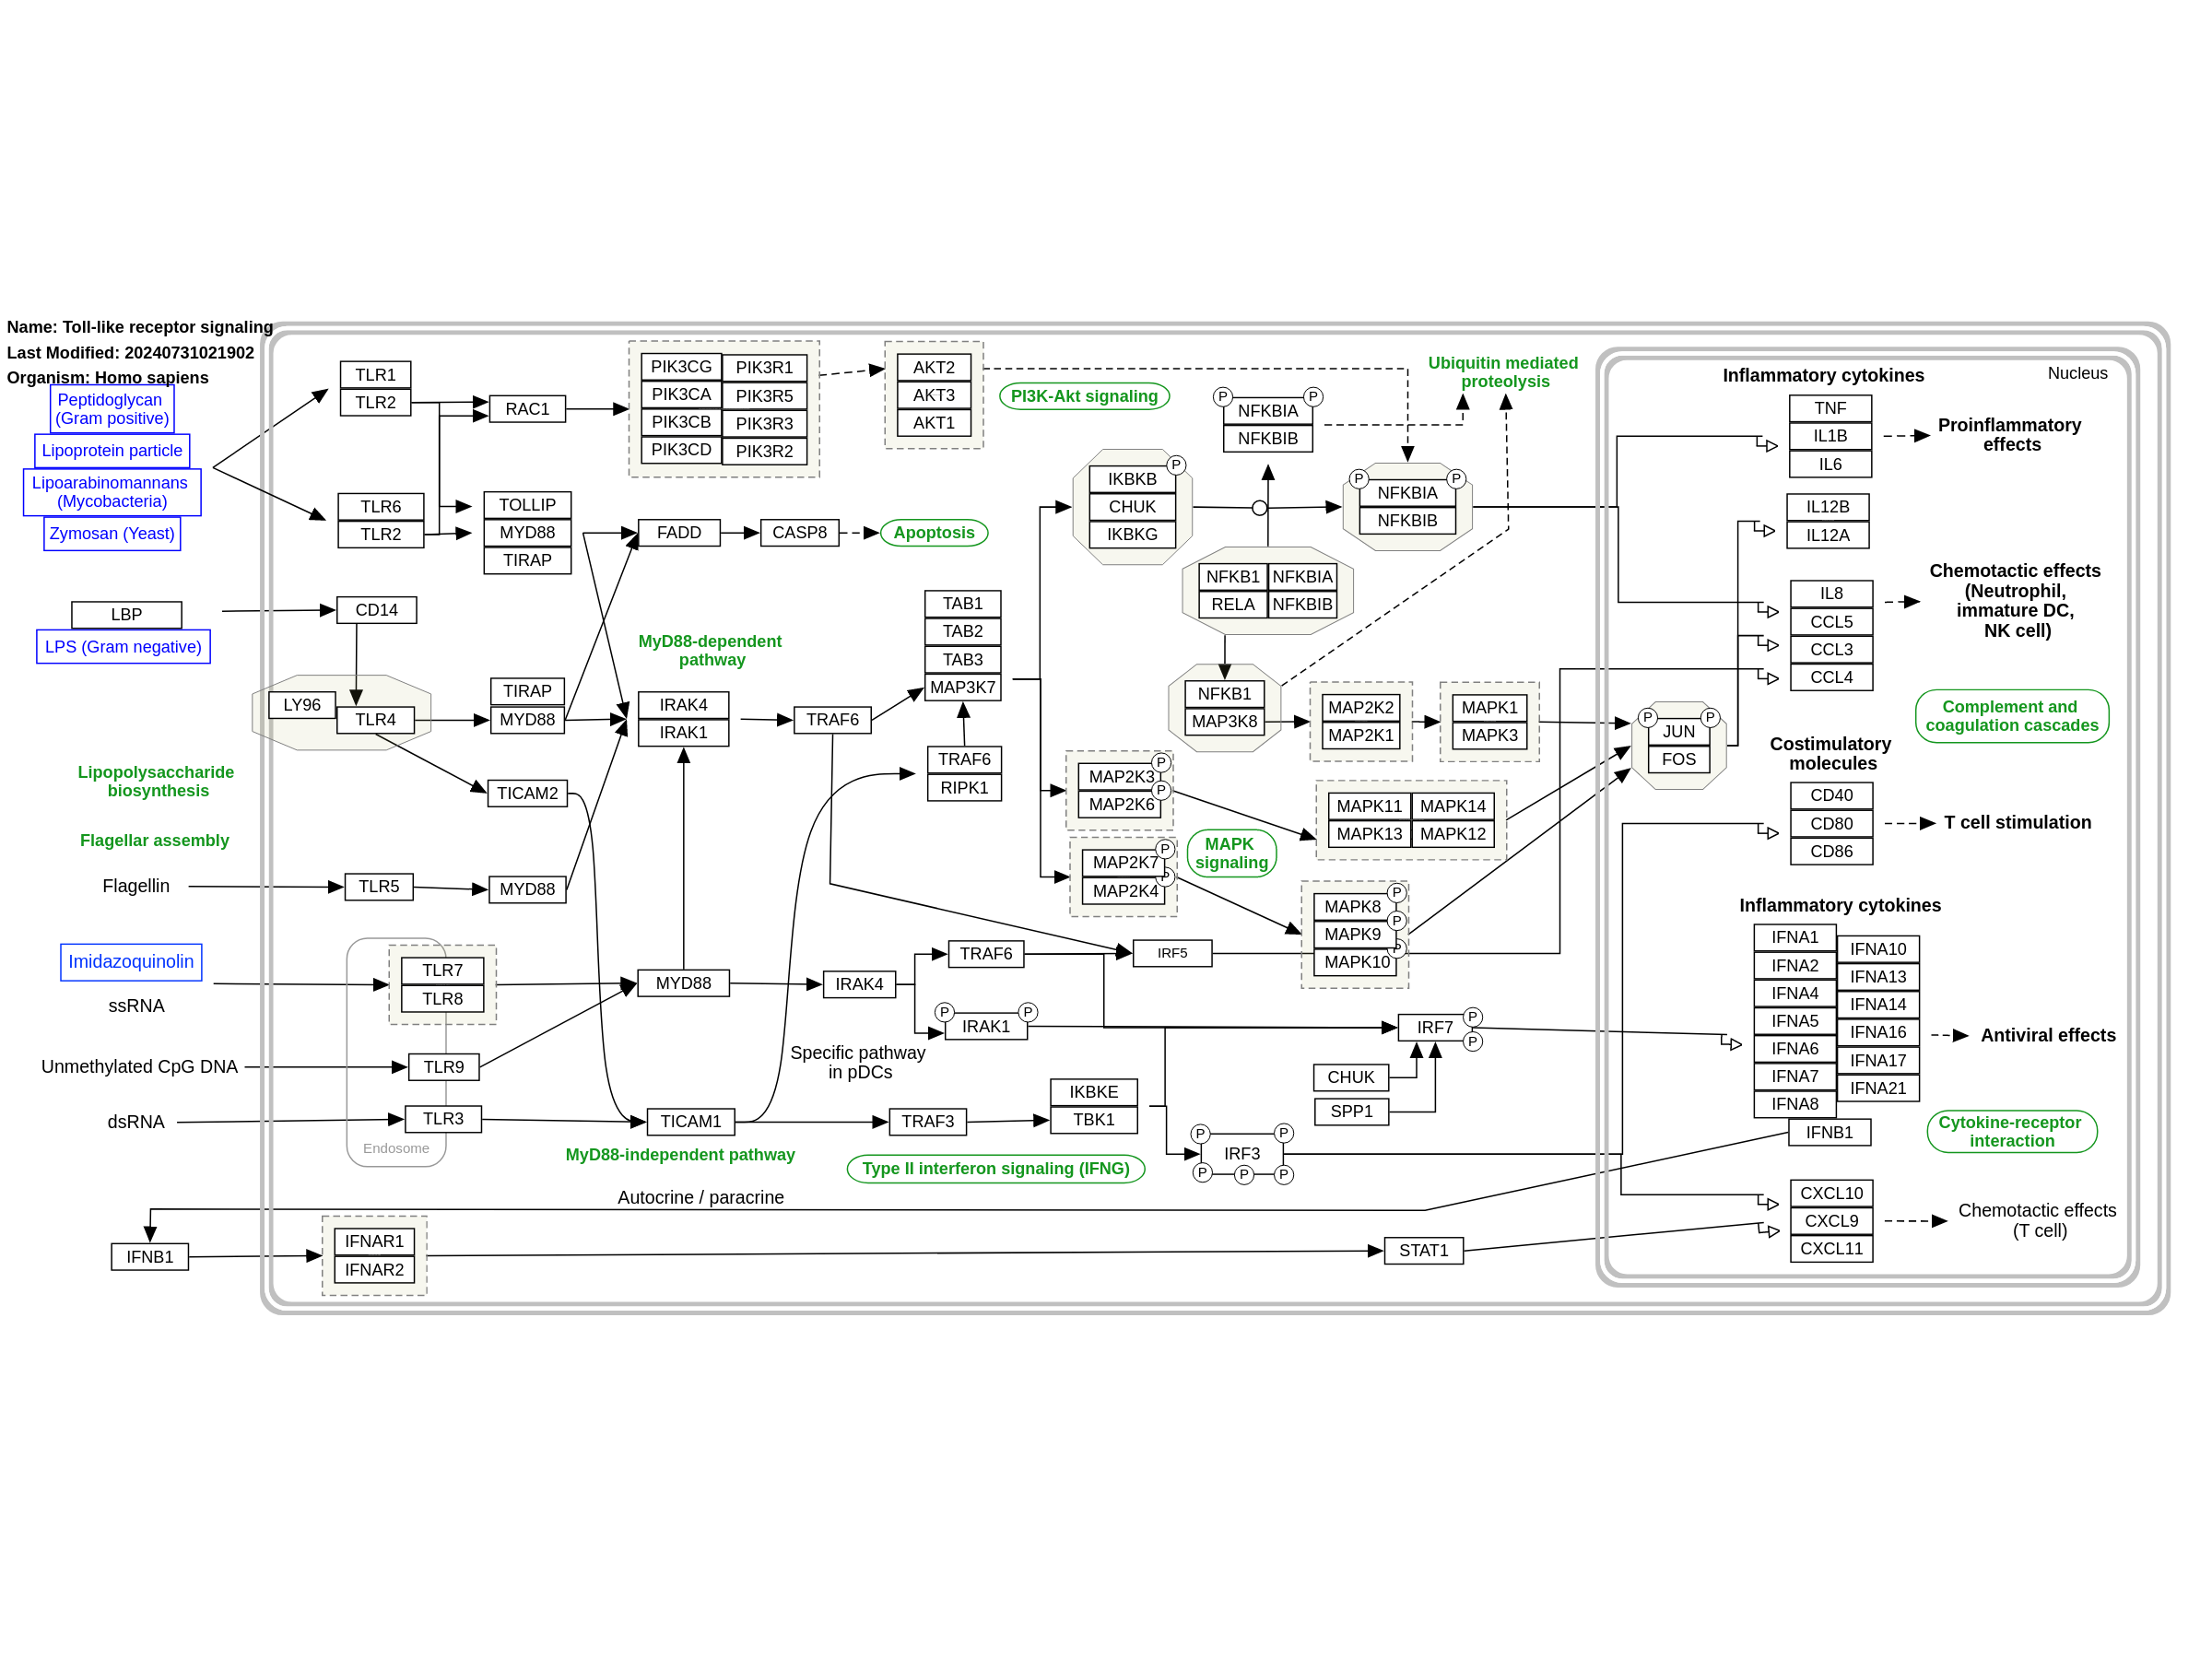 Name: Toll-like receptor signaling
Last Modified: 20240731021902
Organism: Homo sapiens
Peptidoglycan
(Gram positive)
Lipoprotein particle
Lipoarabinomannans
(Mycobacteria)
Zymosan (Yeast)
LBP
LPS (Gram negative)
Lipopolysaccharide
biosynthesis
Flagellar assembly
Flagellin
Imidazoquinolin
ssRNA
Unmethylated CpG DNA
dsRNA
IFNB1
TLR1
TLR2
TLR6
TLR2
CD14
LY96
TLR4
TLR5
TLR7
TLR8
TLR9
TLR3
Endosome
IFNAR1
IFNAR2
RAC1
TOLLIP
MYD88
TIRAP
TIRAP
MYD88
TICAM2
MYD88
PIK3CG
PIK3CA
PIK3CB
PIK3CD
PIK3R1
PIK3R5
PIK3R3
PIK3R2
FADD
CASP8
Apoptosis
MyD88-dependent
pathway
IRAK4
IRAK1
TRAF6
MYD88
IRAK4
TICAM1
MyD88-independent pathway
Autocrine / paracrine
Specific pathway
in pDCs
AKT2
AKT3
AKT1
PI3K-Akt signaling
TAB1
TAB2
TAB3
MAP3K7
TRAF6
RIPK1
TRAF6
P
P
IRAK1
TRAF3
IKBKE
TBK1
Type II interferon signaling (IFNG)
P
IKBKB
CHUK
IKBKG
P
P
NFKBIA
NFKBIB
P
P
NFKBIA
NFKBIB
Ubiquitin mediated
proteolysis
NFKB1
NFKBIA
RELA
NFKBIB
NFKB1
MAP3K8
MAP2K2
MAP2K1
MAPK1
MAPK3
P
MAP2K3
P
MAP2K6
P
MAP2K7
P
MAP2K4
MAPK
signaling
MAPK11
MAPK14
MAPK13
MAPK12
P
MAPK8
P
MAPK9
P
MAPK10
IRF5
IRF7
P
P
CHUK
SPP1
P
P
IRF3
P
P
P
STAT1
Nucleus
P
P
JUN
FOS
Inflammatory cytokines
TNF
IL1B
IL6
Proinflammatory
effects
IL12B
IL12A
IL8
CCL5
CCL3
CCL4
Chemotactic effects
(Neutrophil,
immature DC,
NK cell)
Complement and
coagulation cascades
Costimulatory
molecules
CD40
CD80
CD86
T cell stimulation
Inflammatory cytokines
IFNA1
IFNA2
IFNA4
IFNA5
IFNA6
IFNA7
IFNA8
IFNA10
IFNA13
IFNA14
IFNA16
IFNA17
IFNA21
IFNB1
Antiviral effects
Cytokine-receptor
interaction
CXCL10
CXCL9
CXCL11
Chemotactic effects
(T cell)